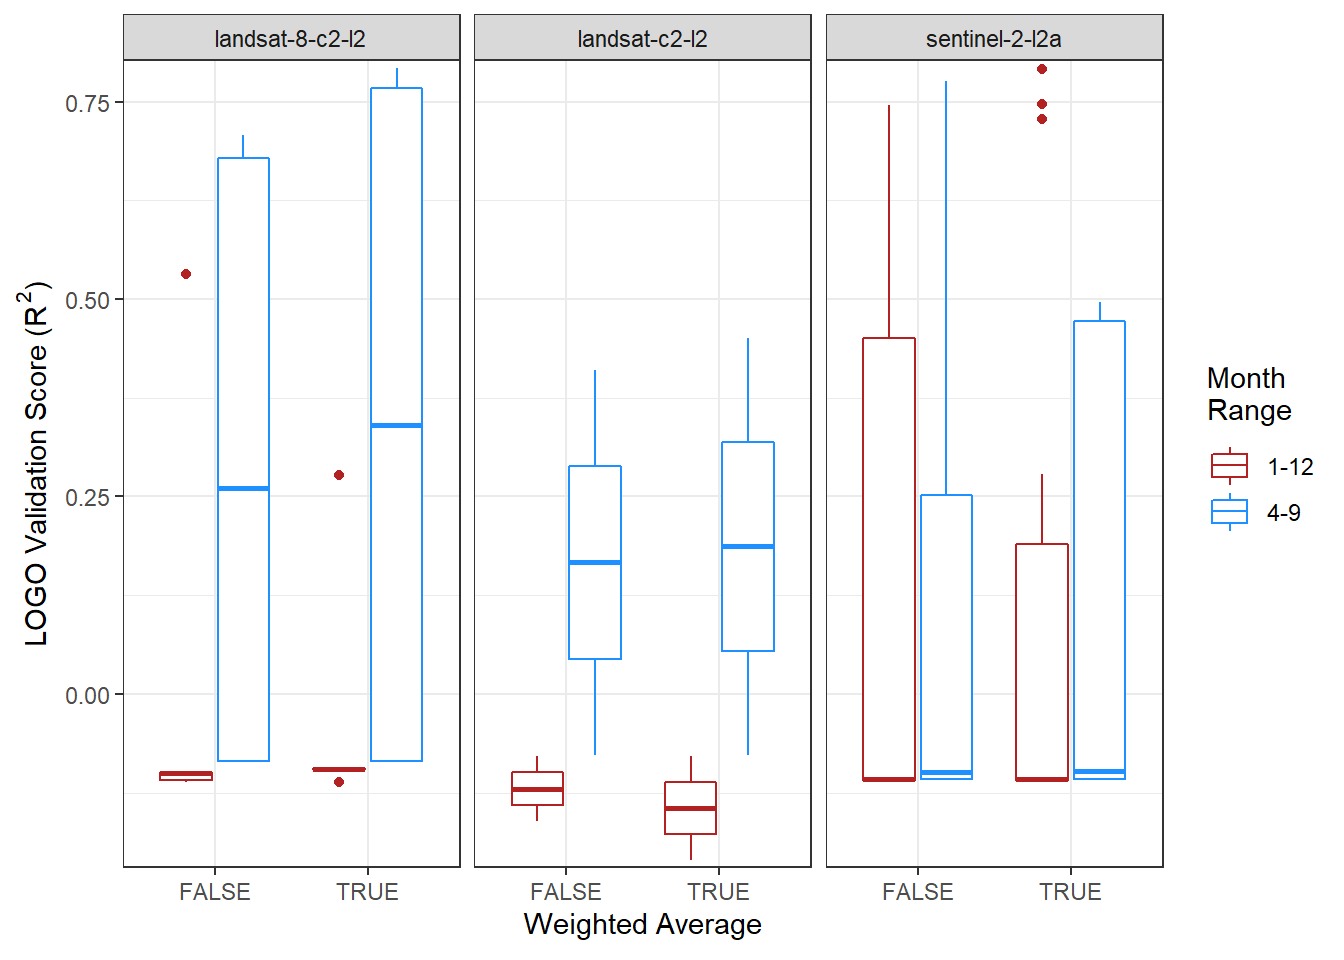 landsat-8-c2-l2
landsat-c2-l2
sentinel-2-l2a
LOGO Validation Score (R²)
0.75
0.50
0.25
0.00
FALSE
TRUE
FALSE
TRUE
FALSE
TRUE
Weighted Average
Month
Range
1-12
4-9